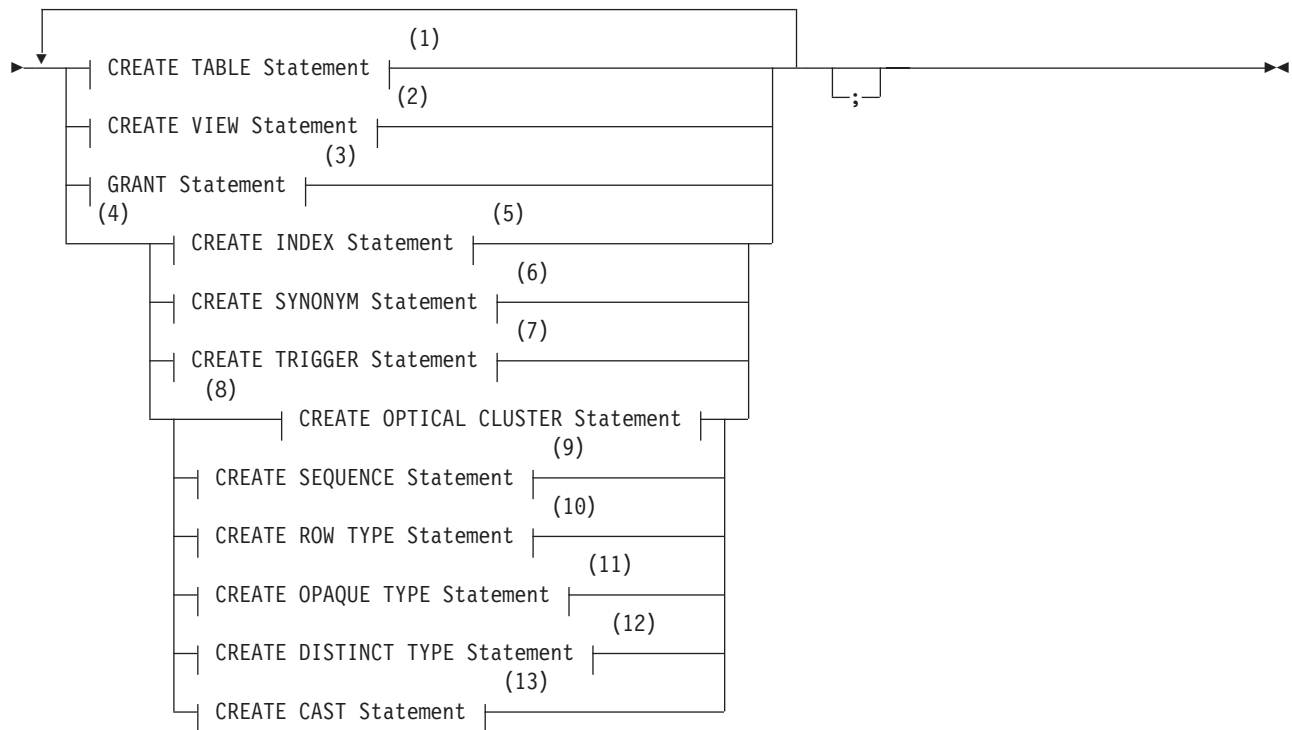 (1)
CREATE TABLE Statement
(2)
;
CREATE VIEW Statement
(3)
GRANT Statement
(4)
(5)
CREATE INDEX Statement
(6)
CREATE SYNONYM Statement
(7)
CREATE TRIGGER Statement
(8)
CREATE OPTICAL CLUSTER Statement
(9)
CREATE SEQUENCE Statement
(10)
CREATE ROW TYPE Statement
(11)
CREATE OPAQUE TYPE Statement
(12)
CREATE DISTINCT TYPE Statement
(13)
CREATE CAST Statement